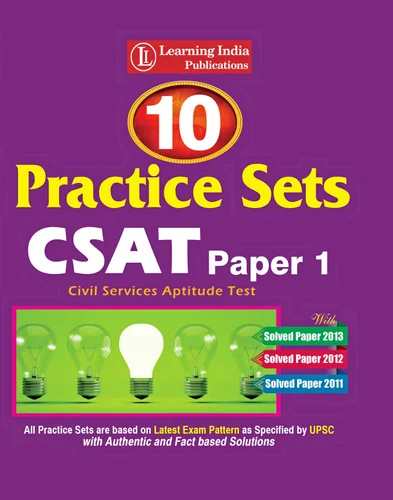 LI Learning India
Publications
10
Practice Sets
CSAT Paper 1
Civil Services Aptitude Test
With
Solved Paper 2013
Solved Paper 2012
Solved Paper 2011
All Practice Sets are based on Latest Exam Pattern as Specified by UPSC
with Authentic and Fact based Solutions